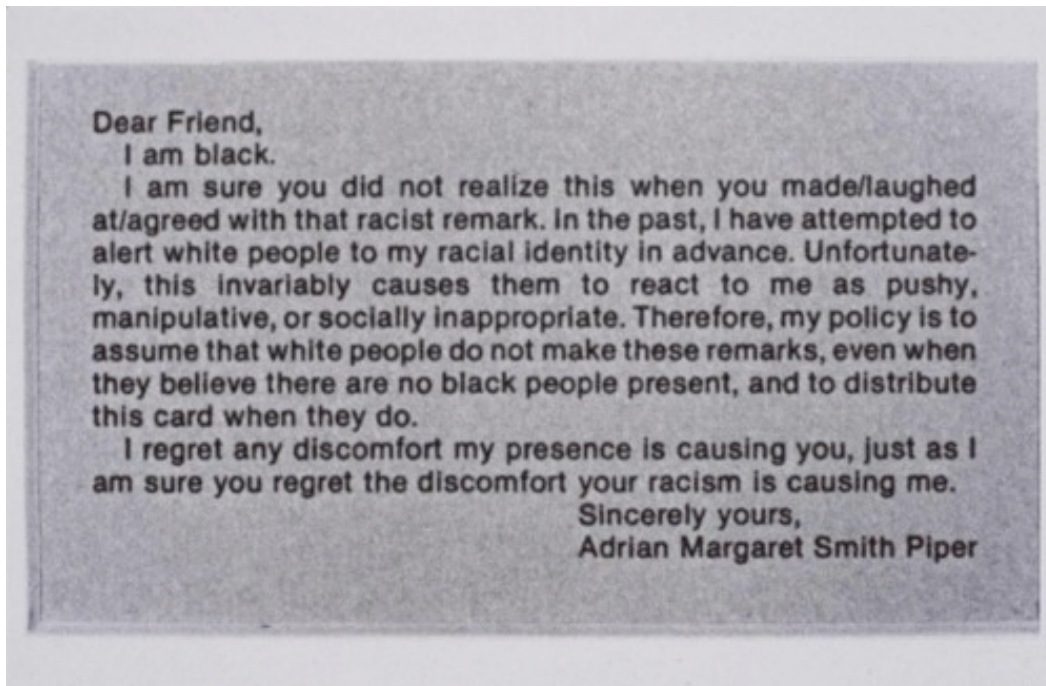 Dear Friend,
I am black.
I am sure you did not realize this when you made/laughed
at/agreed with that racist remark. In the past, I have attempted to
alert white people to my racial identity in advance. Unfortunate-
ly, this invariably causes them to react to me as pushy,
manipulative, or socially inappropriate. Therefore, my policy is to
assume that white people do not make these remarks, even when
they believe there are no black people present, and to distribute
this card when they do.
I regret any discomfort my presence is causing you, just as I
am sure you regret the discomfort your racism is causing me.
Sincerely yours,
Adrian Margaret Smith Piper